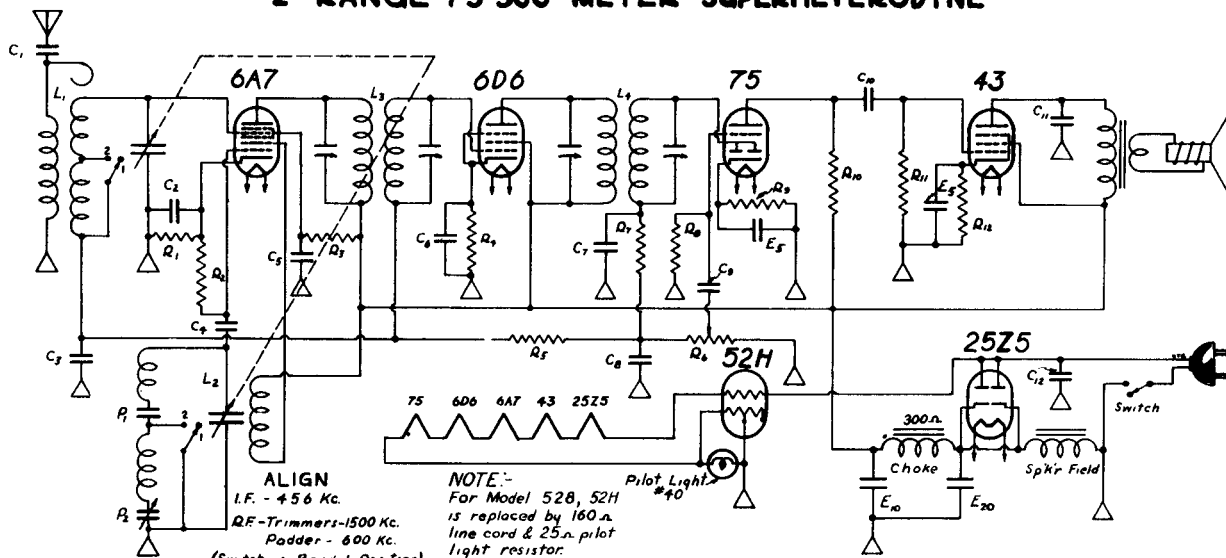 2 RANGE 75-560 METER SUPERHETERODYNE
C1
L1
2
1
C2
R1
R2
C3
C4
6A7
C5
R3
L3
6D6
C6
R4
L4
C7
R7
R8
75
R9
E5
C9
R10
C10
R11
E5
R12
43
C11
R5
C8
R6
52H
25Z5
C12
Switch
300Ω
Choke
Sp'k'r Field
E10
E20
L2
P1
2
1
P2
75 6D6 6A7 43 25Z5
Pilot Light
#40
ALIGN
I.F. - 456 Kc.
R.F.-Trimmers-1500 Kc.
Padder - 600 Kc.
NOTE:-
For Model 528, 52H
is replaced by 160Ω
line cord & 25Ω pilot
light resistor.